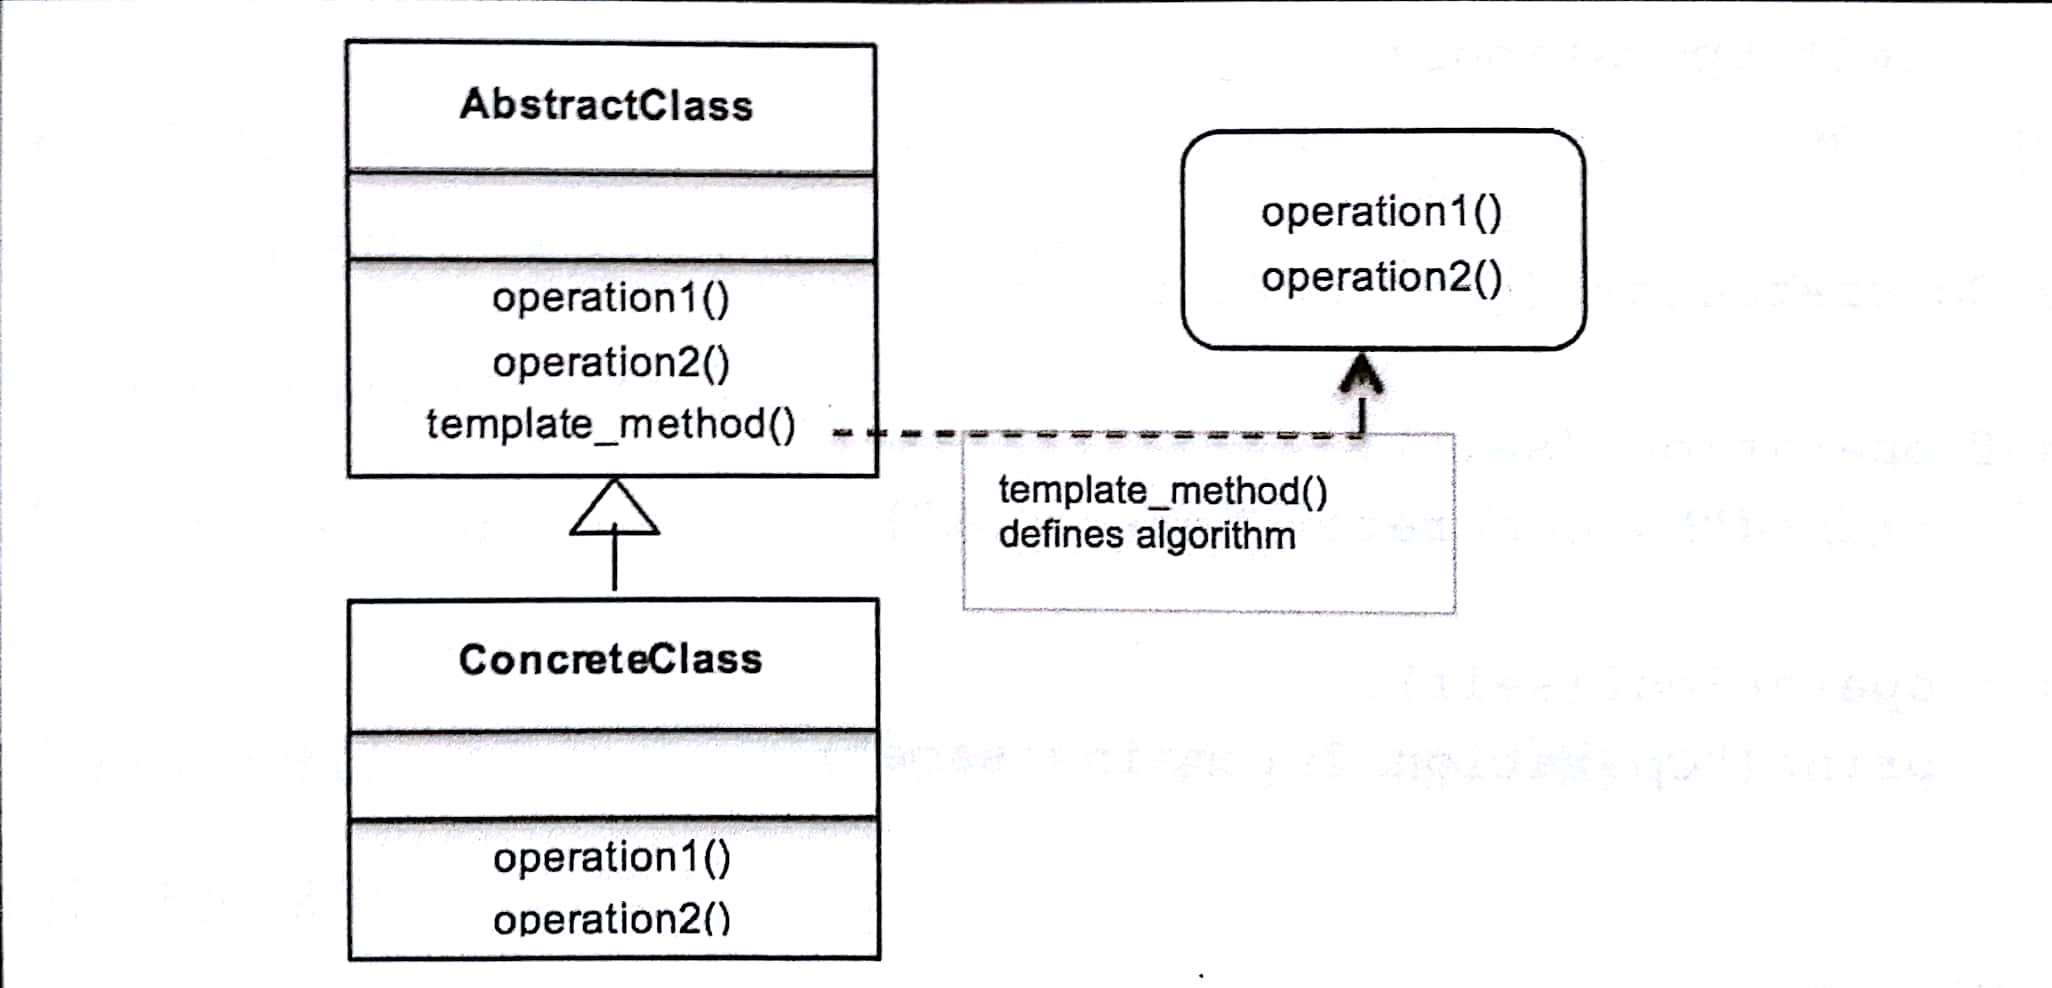 AbstractClass
operation1()
operation2()
template_method()
operation1()
operation2()
template_method()
defines algorithm
ConcreteClass
operation1()
operation2()